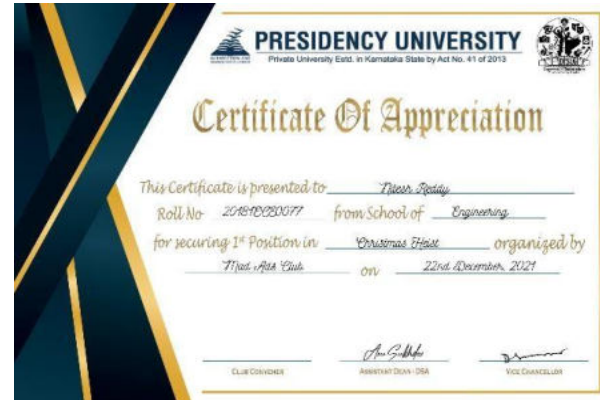 PRESIDENCY UNIVERSITY
Private University Estd. in Karnataka State by Act No. 41 of 2013
Certificate Of Appreciation
This Certificate is presented to Nitesh Reddy
Roll No from School of Engineering
for securing 1st Position in Christmas Heist organized by
Mad Ads Club on 22nd December, 2021
CLUB CONVENER ASSISTANT DEAN - DSA VICE CHANCELLOR